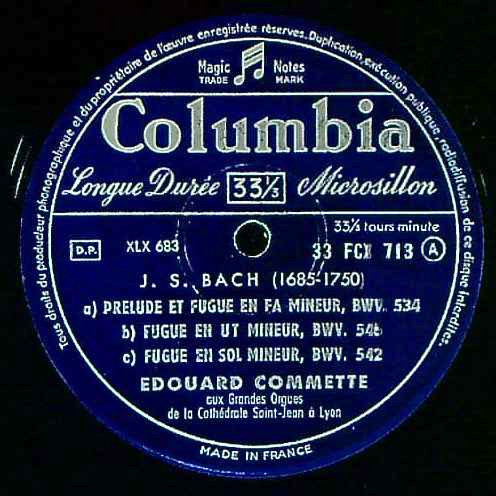 Tous droits du producteur phonographique et du propriétaire de l'œuvre enregistrée réservés. Duplication, exécution publique, radiodiffusion de ce disque interdites.
Magic Notes
TRADE MARK
Columbia
Longue Durée 33⅓ Microsillon
33⅓ tours minute
D.P. XLX 683 33 FCX 713 A
J. S. BACH (1685-1750)
a) PRELUDE ET FUGUE EN FA MINEUR, BWV. 534
b) FUGUE EN UT MINEUR, BWV. 546
c) FUGUE EN SOL MINEUR, BWV. 542
EDOUARD COMMETTE
aux Grandes Orgues
de la Cathédrale Saint-Jean à Lyon
MADE IN FRANCE